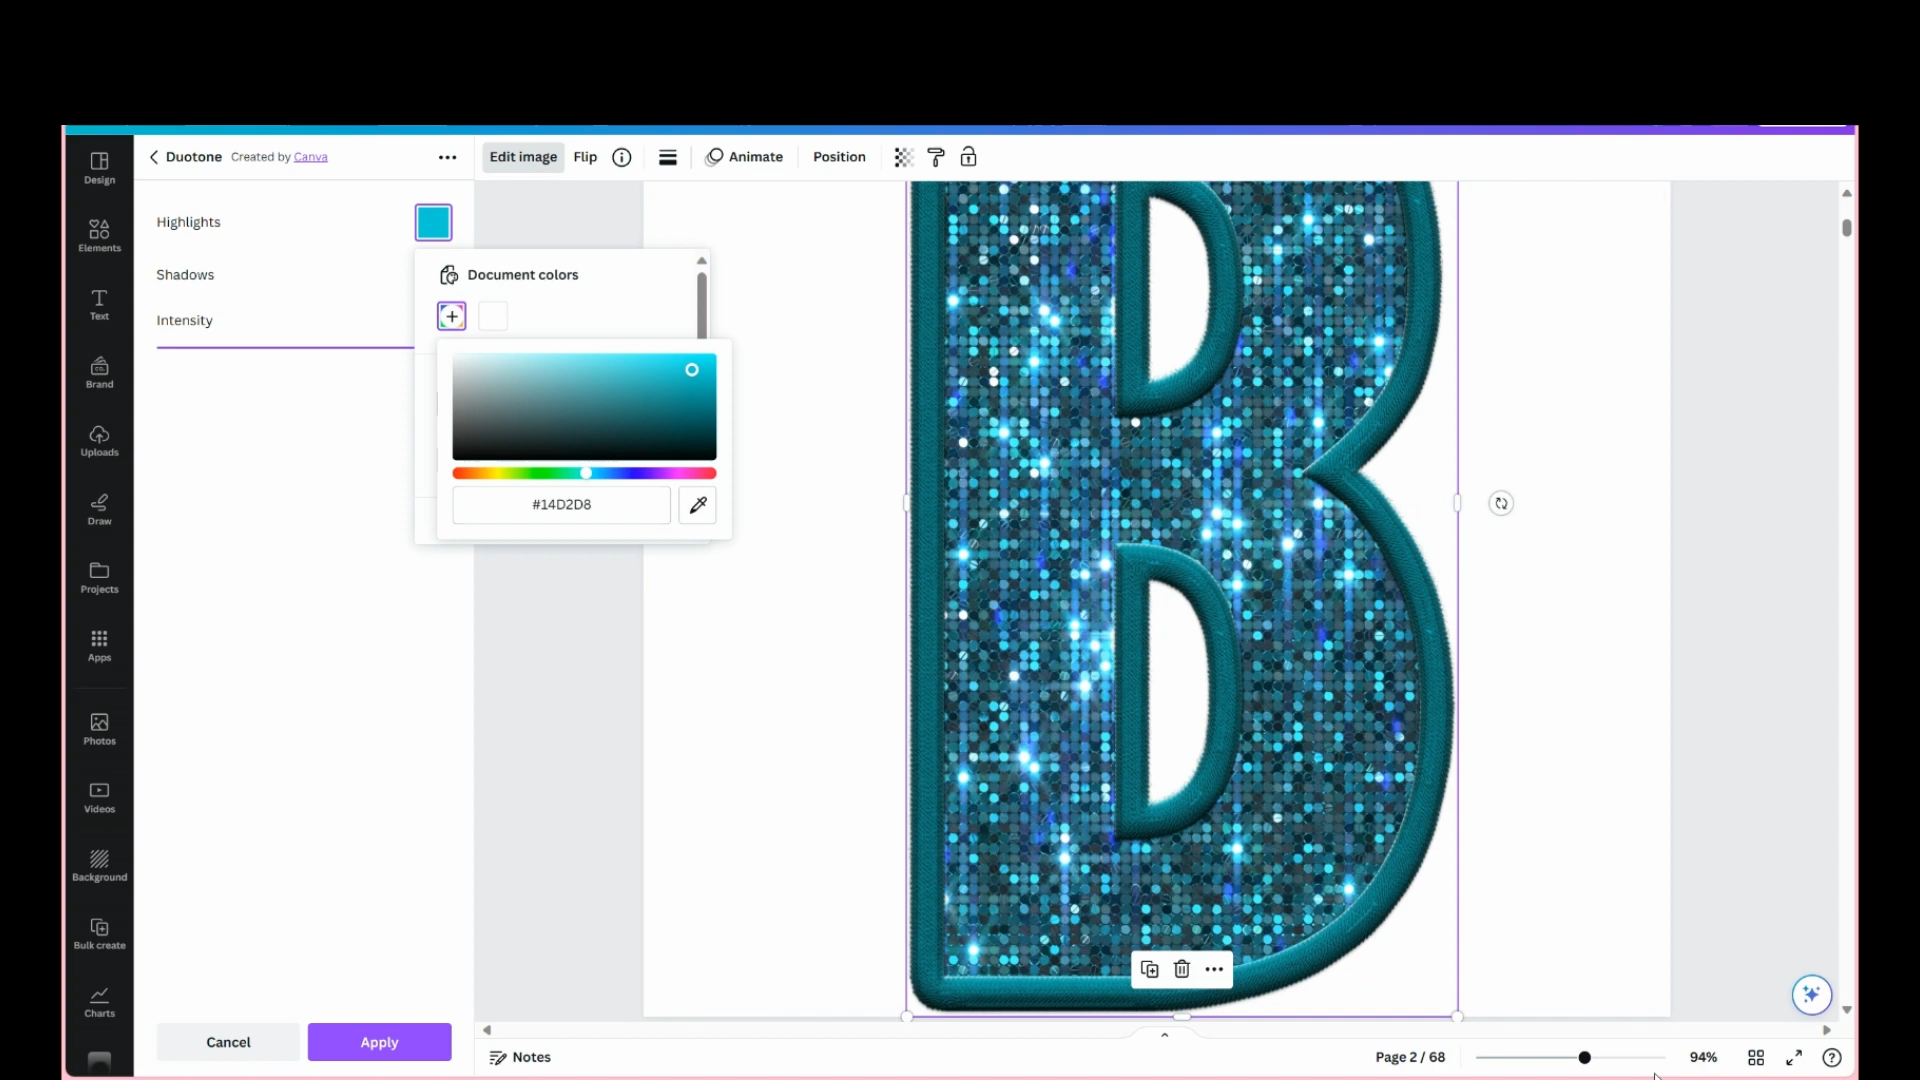 Design
Elements
Text
Brand
Uploads
Draw
Projects
Apps
Photos
Videos
Background
Bulk create
Charts
Duotone Created by Canva
Highlights
Shadows
Intensity
Document colors
#14D2D8
Cancel
Apply
Edit image Flip Animate Position
B
Notes
Page 2 / 68
94%